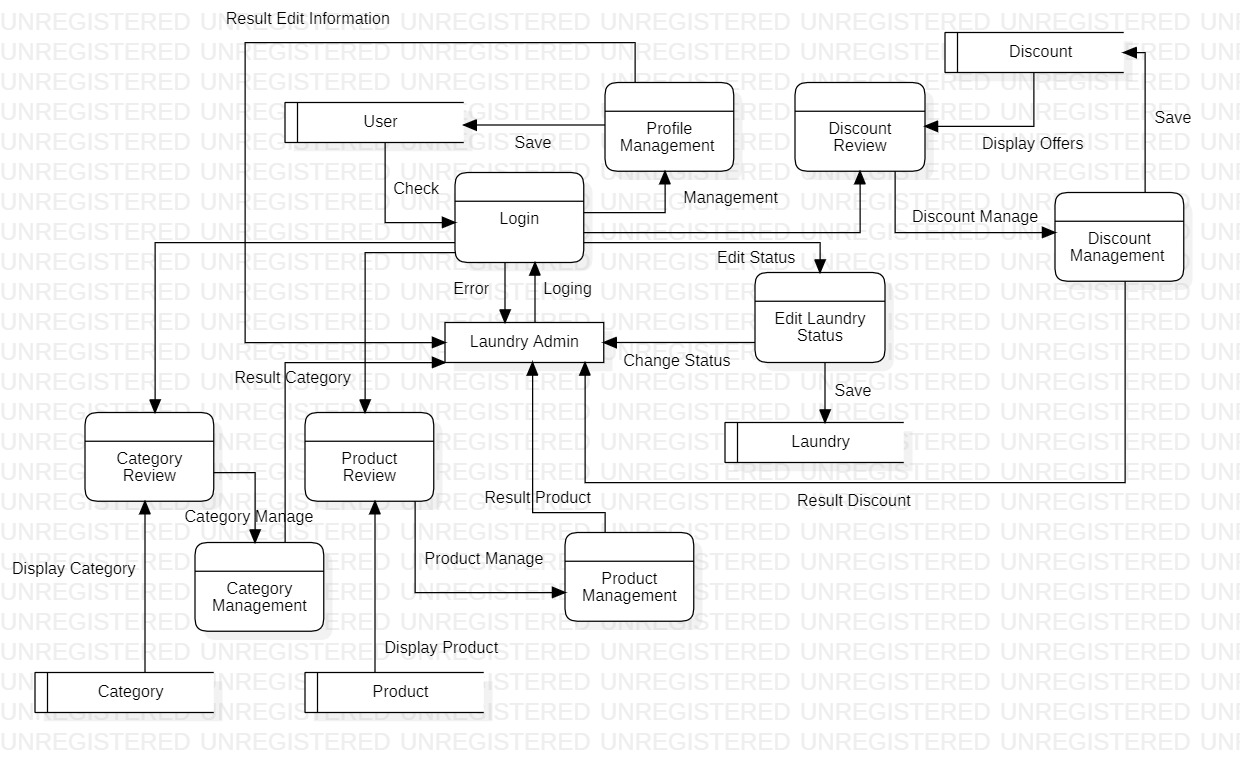 Result Edit Information
Discount
User
Save
Profile
Management
Discount
Review
Display Offers
Save
Check
Login
Management
Discount Manage
Discount
Management
Edit Status
Error
Loging
Edit Laundry
Status
Laundry Admin
Change Status
Result Category
Save
Laundry
Category
Review
Product
Review
Result Product
Result Discount
Category Manage
Display Category
Product Manage
Category
Management
Product
Management
Display Product
Category
Product
UNREGISTERED